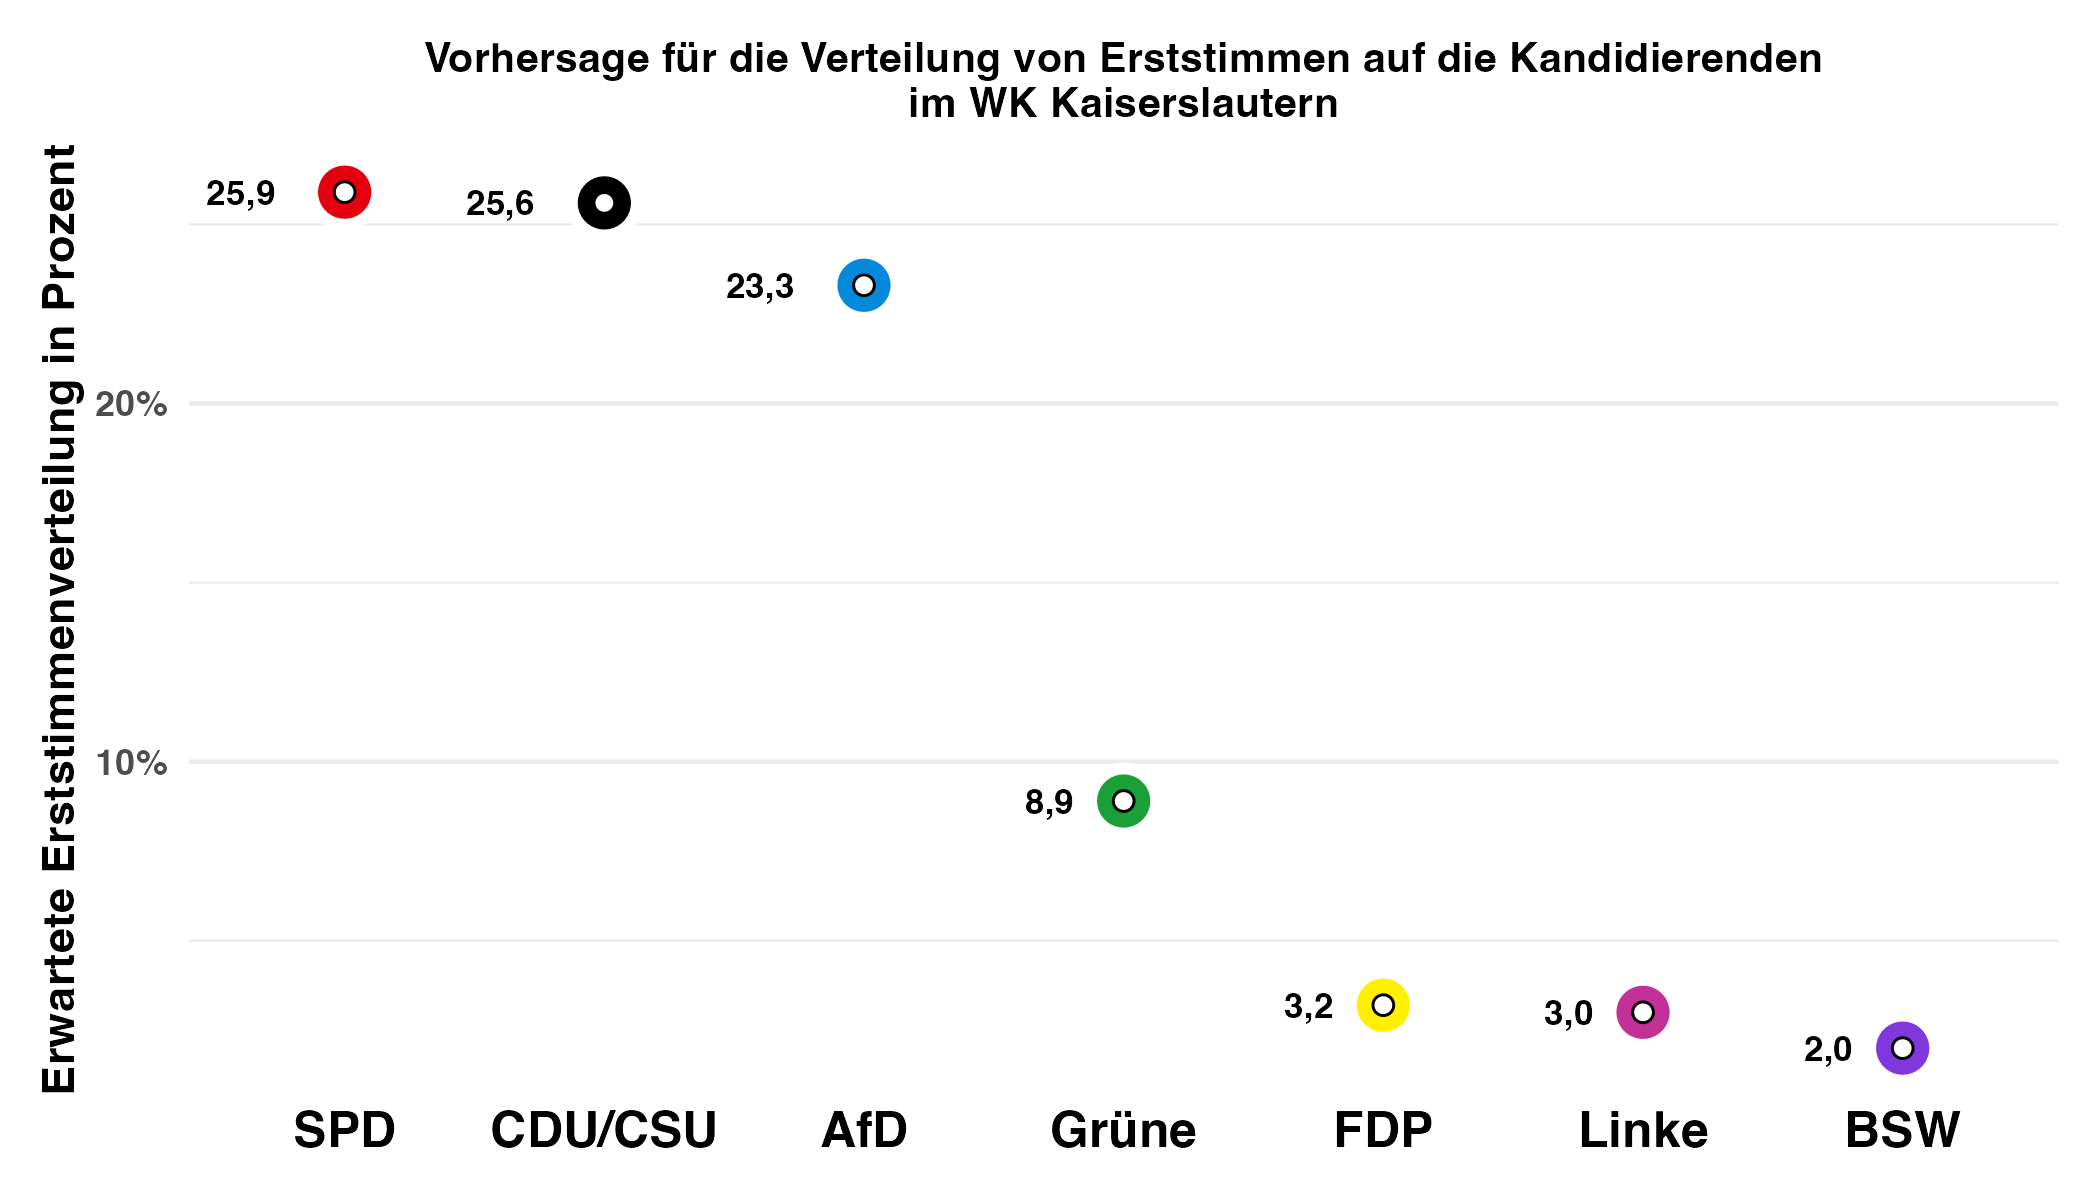 Vorhersage für die Verteilung von Erststimmen auf die Kandidierenden
im WK Kaiserslautern
Erwartete Erststimmenverteilung in Prozent
20%
10%
25,9
25,6
23,3
8,9
3,2
3,0
2,0
SPD
CDU/CSU
AfD
Grüne
FDP
Linke
BSW